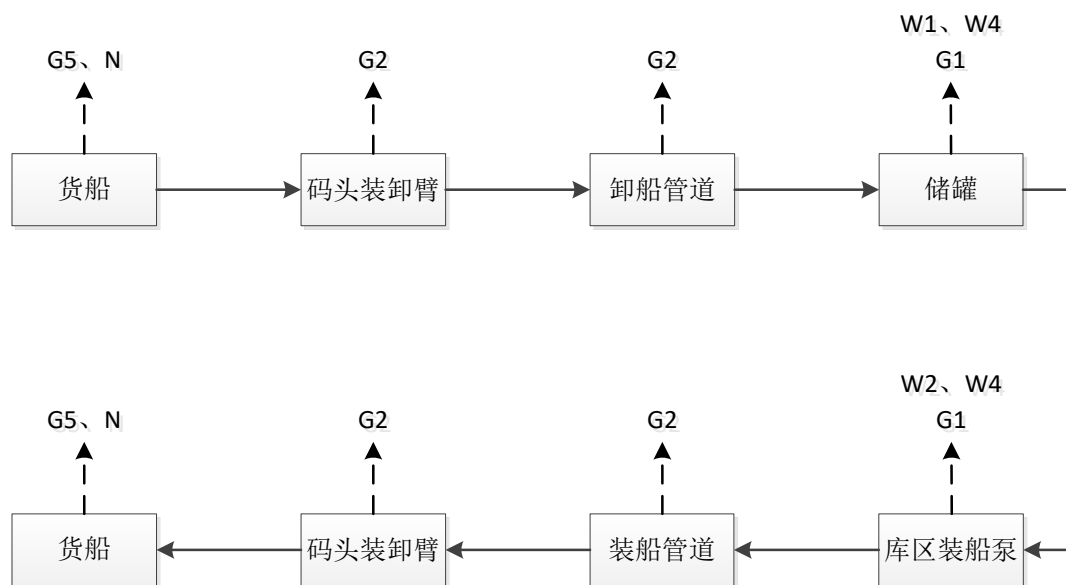 W1、W4
G5、N
G2
G2
G1
货船
码头装卸臂
卸船管道
储罐
W2、W4
G5、N
G2
G2
G1
货船
码头装卸臂
装船管道
库区装船泵